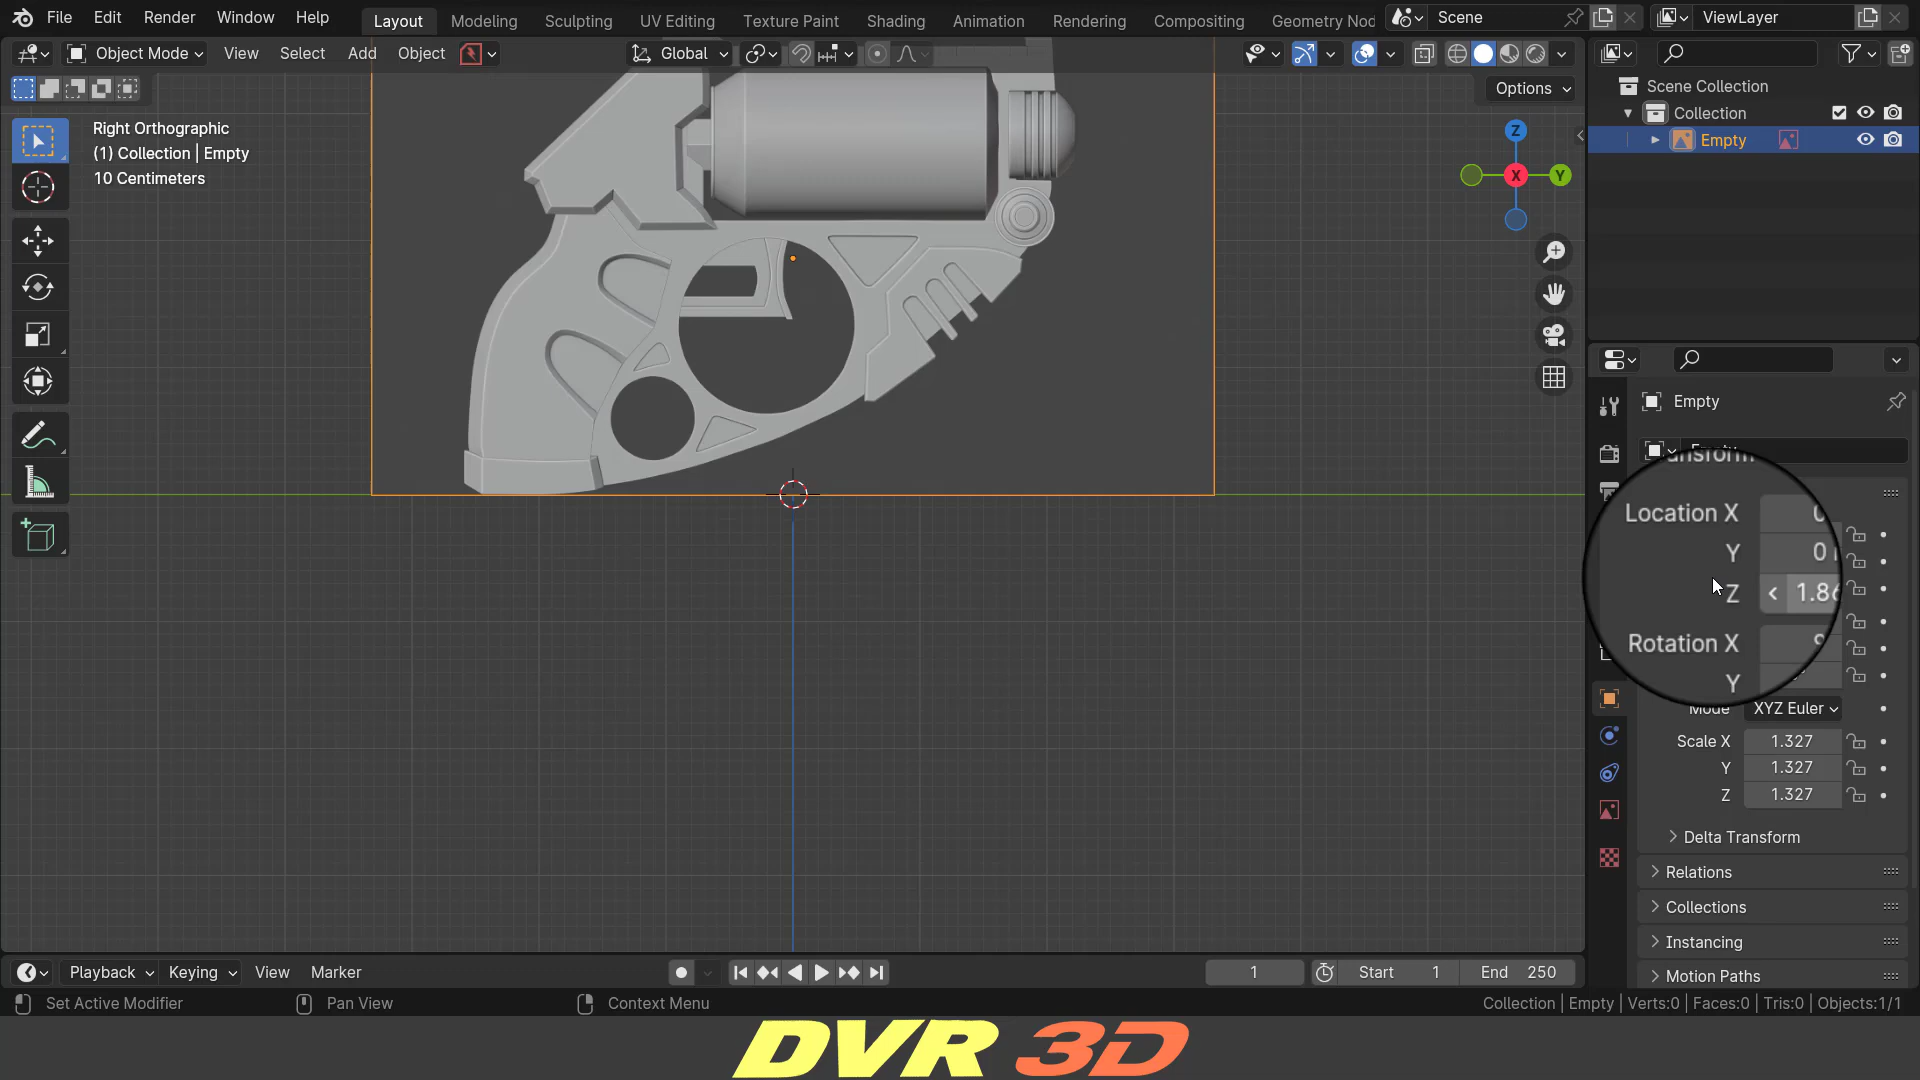 File Edit Render Window Help
Layout Modeling Sculpting UV Editing Texture Paint Shading Animation Rendering Compositing Geometry Nod
Scene
ViewLayer
Object Mode View Select Add Object
Global
Options
Right Orthographic
(1) Collection | Empty
10 Centimeters
Z
X
Y
Scene Collection
Collection
Empty
Empty
Location X 0
Y 0
Z 1.8
Rotation X
Y
Mode XYZ Euler
Scale X 1.327
Y 1.327
Z 1.327
Delta Transform
Relations
Collections
Instancing
Motion Paths
Playback Keying View Marker
1
Start 1
End 250
Set Active Modifier
Pan View
Context Menu
Collection | Empty | Verts:0 | Faces:0 | Tris:0 | Objects:1/1
DVR 3D